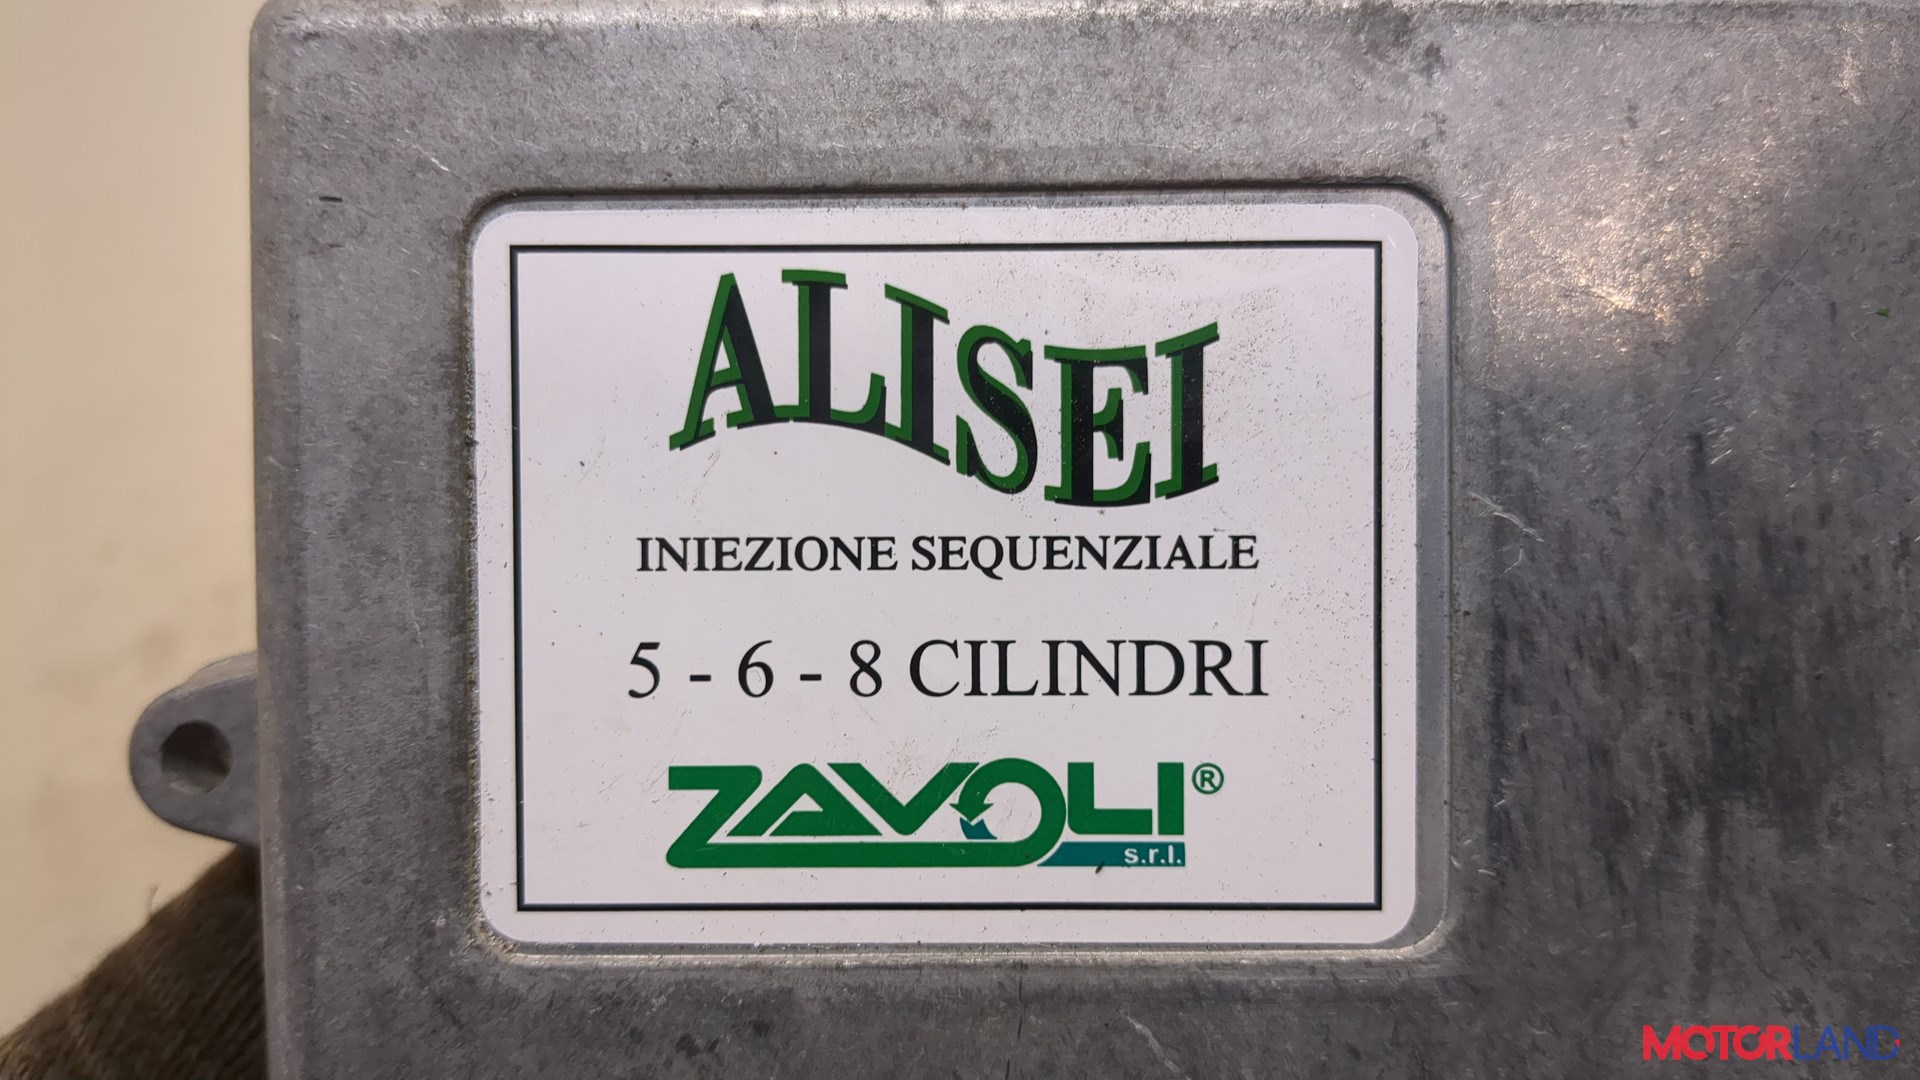 ALISEI
INIEZIONE SEQUENZIALE
5 - 6 - 8 CILINDRI
ZAVOLI®
s.r.l.
MOTORLAND